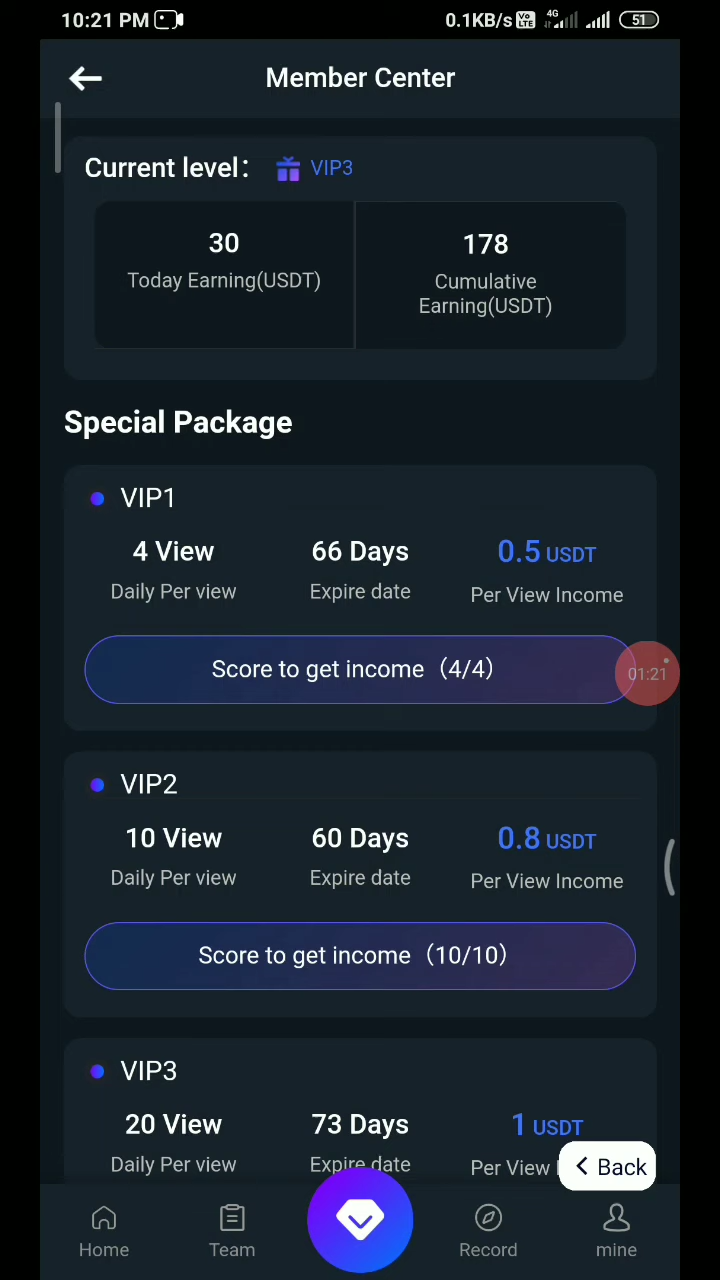 10:21 PM
0.1KB/s Vo LTE 4G 51
Member Center
Current level: VIP3
30
Today Earning(USDT)
178
Cumulative
Earning(USDT)
Special Package
VIP1
4 View 66 Days 0.5 USDT
Daily Per view Expire date Per View Income
Score to get income（4/4）
01:21
VIP2
10 View 60 Days 0.8 USDT
Daily Per view Expire date Per View Income
Score to get income（10/10）
VIP3
20 View 73 Days 1 USDT
Daily Per view Expire date Per View
Back
Home Team Record mine